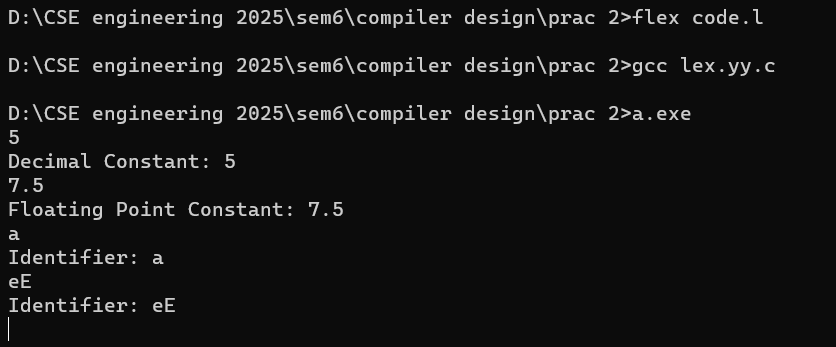 D:\CSE engineering 2025\sem6\compiler design\prac 2>flex code.l
D:\CSE engineering 2025\sem6\compiler design\prac 2>gcc lex.yy.c
D:\CSE engineering 2025\sem6\compiler design\prac 2>a.exe
5
Decimal Constant: 5
7.5
Floating Point Constant: 7.5
a
Identifier: a
eE
Identifier: eE